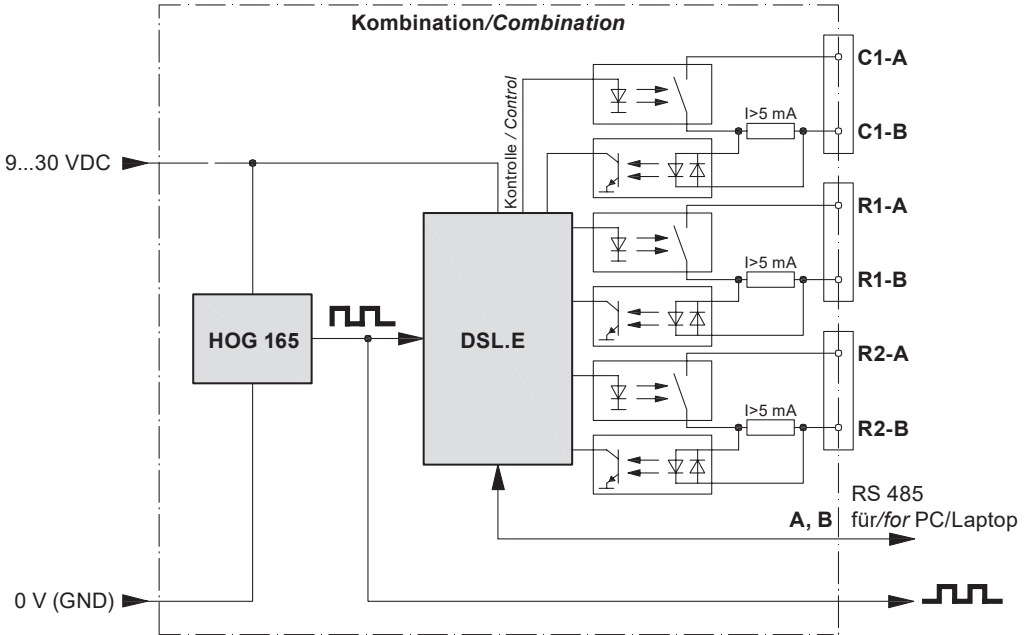 Kombination/Combination
C1-A
Kontrolle / Control
I>5 mA
C1-B
9...30 VDC
R1-A
I>5 mA
R1-B
HOG 165
DSL.E
R2-A
I>5 mA
R2-B
RS 485
A, B für/for PC/Laptop
0 V (GND)